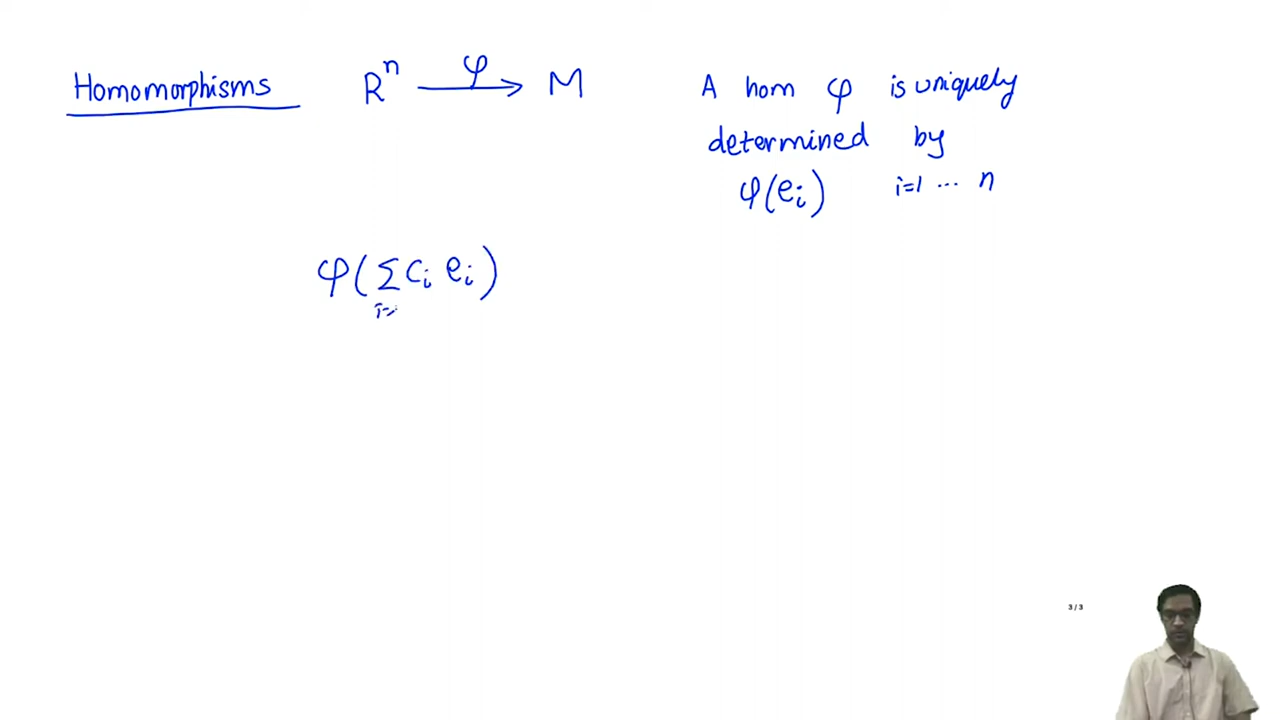 Homomorphisms R^n —φ→ M
A hom φ is uniquely
determined by
φ(e_i) i=1 ... n
φ(Σ c_i e_i)
i=
3/3